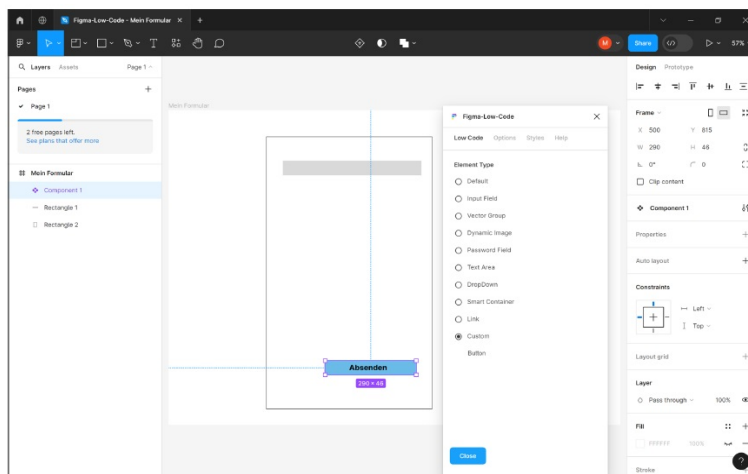 Figma-Low-Code - Mein Formular
M
Share
57%
Layers
Assets
Page 1
Pages
Page 1
2 free pages left.
See plans that offer more
Mein Formular
Component 1
Rectangle 1
Rectangle 2
Mein Formular
Absenden
290 × 46
Figma-Low-Code
Low Code
Options
Styles
Help
Element Type
Default
Input Field
Vector Group
Dynamic Image
Password Field
Text Area
DropDown
Smart Container
Link
Custom
Button
Close
Design
Prototype
Frame
X 500
Y 815
W 290
H 46
0°
0
Clip content
Component 1
Properties
Auto layout
Constraints
Left
Top
Layout grid
Layer
Pass through
100%
Fill
FFFFFF
100%
Stroke
?